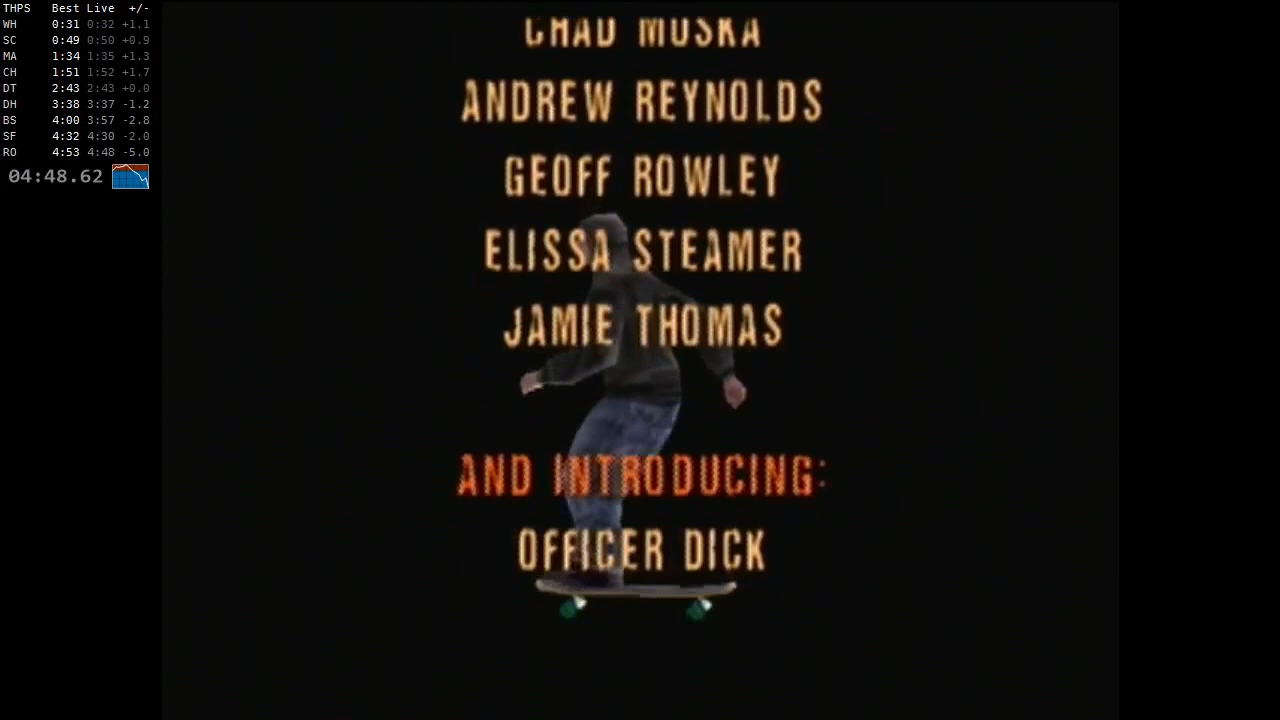 THPS Best Live +/-
WH 0:31 0:32 +1.1
SC 0:49 0:50 +0.9
MA 1:34 1:35 +1.3
CH 1:51 1:52 +1.7
DT 2:43 2:43 +0.0
DH 3:38 3:37 -1.2
BS 4:00 3:57 -2.8
SF 4:32 4:30 -2.0
RO 4:53 4:48 -5.0
04:48.62
CHAD MUSKA
ANDREW REYNOLDS
GEOFF ROWLEY
ELISSA STEAMER
JAMIE THOMAS
AND INTRODUCING:
OFFICER DICK